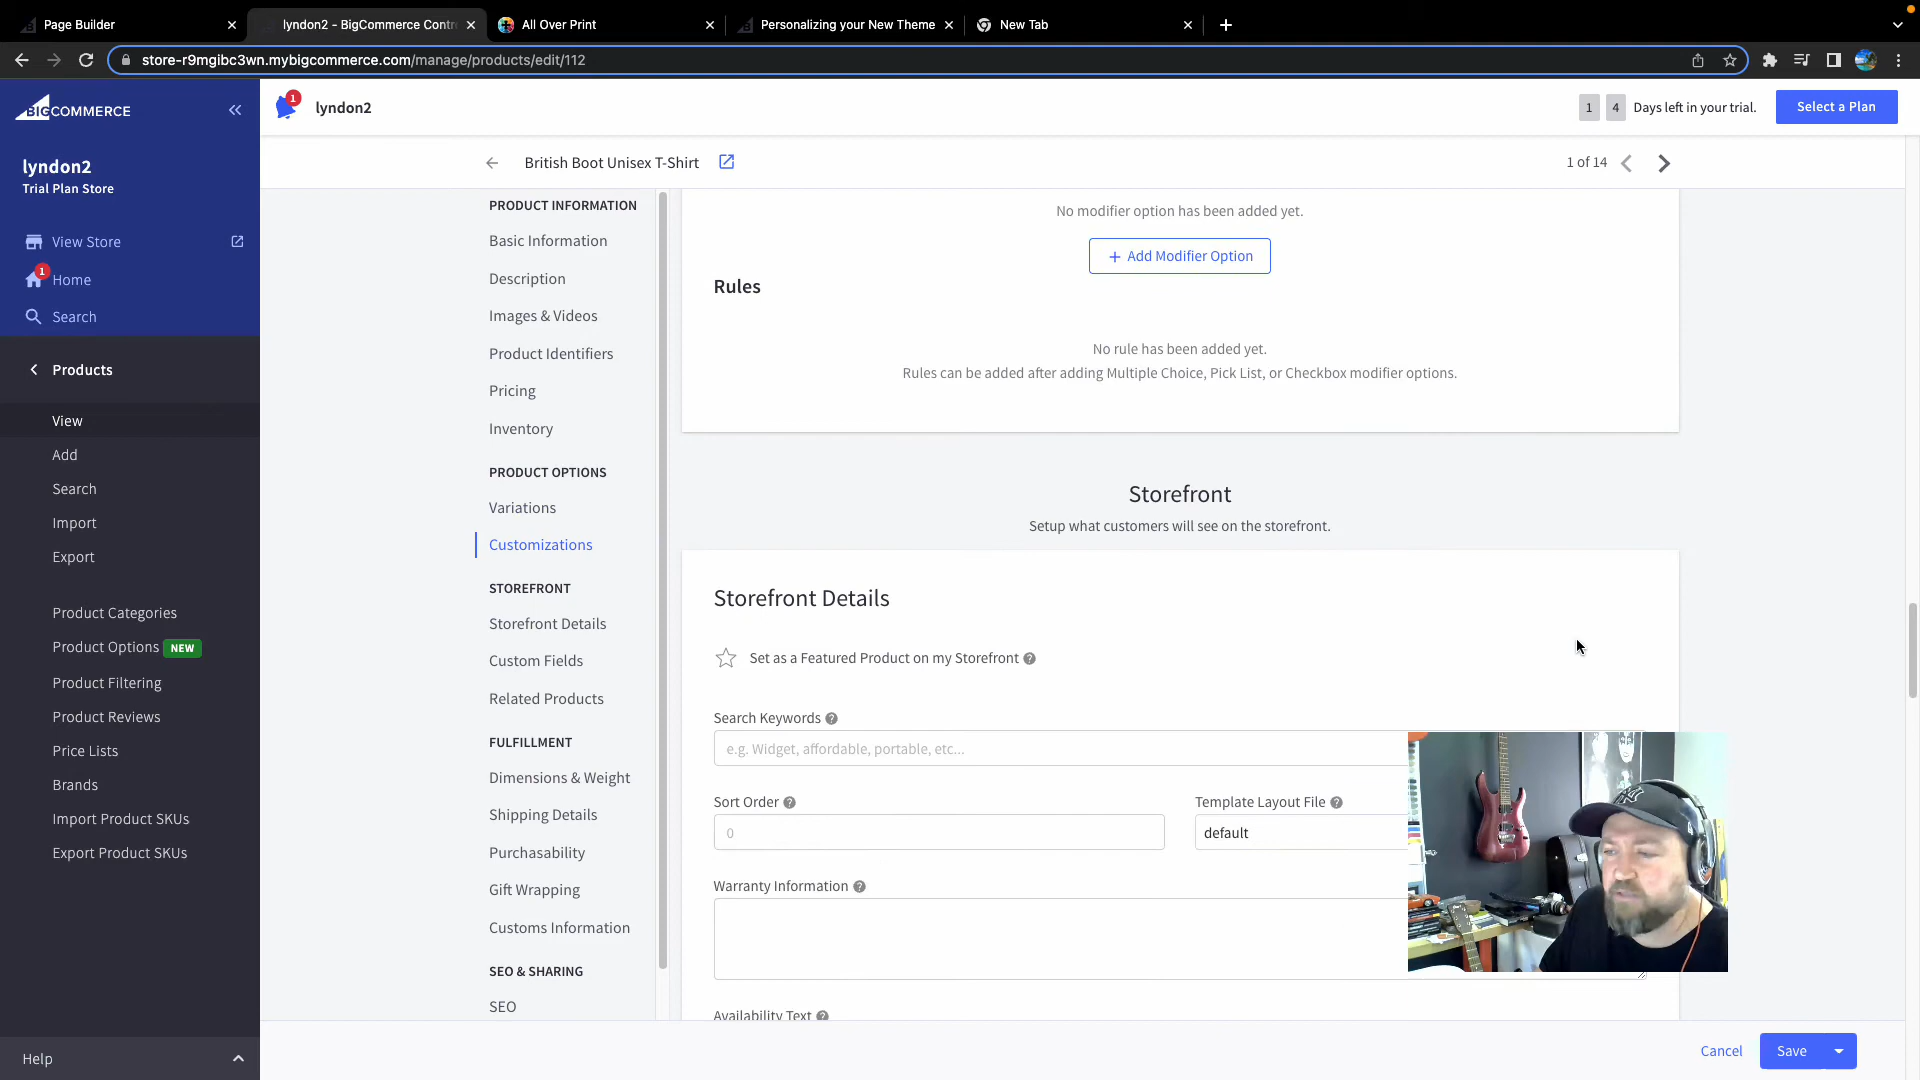 Page Builder
lyndon2 - BigCommerce Contr
All Over Print
Personalizing your New Theme
New Tab
store-r9mgibc3wn.mybigcommerce.com/manage/products/edit/112
BIGCOMMERCE
1
lyndon2
1 4 Days left in your trial.
Select a Plan
lyndon2
Trial Plan Store
View Store
1
Home
Search
Products
View
Add
Search
Import
Export
Product Categories
Product Options NEW
Product Filtering
Product Reviews
Price Lists
Brands
Import Product SKUs
Export Product SKUs
Help
British Boot Unisex T-Shirt
1 of 14
PRODUCT INFORMATION
Basic Information
Description
Images & Videos
Product Identifiers
Pricing
Inventory
PRODUCT OPTIONS
Variations
Customizations
STOREFRONT
Storefront Details
Custom Fields
Related Products
FULFILLMENT
Dimensions & Weight
Shipping Details
Purchasability
Gift Wrapping
Customs Information
SEO & SHARING
SEO
No modifier option has been added yet.
+ Add Modifier Option
Rules
No rule has been added yet.
Rules can be added after adding Multiple Choice, Pick List, or Checkbox modifier options.
Storefront
Setup what customers will see on the storefront.
Storefront Details
Set as a Featured Product on my Storefront ?
Search Keywords ?
e.g. Widget, affordable, portable, etc...
Sort Order ?
0
Template Layout File ?
default
Warranty Information ?
Availability Text ?
Cancel
Save